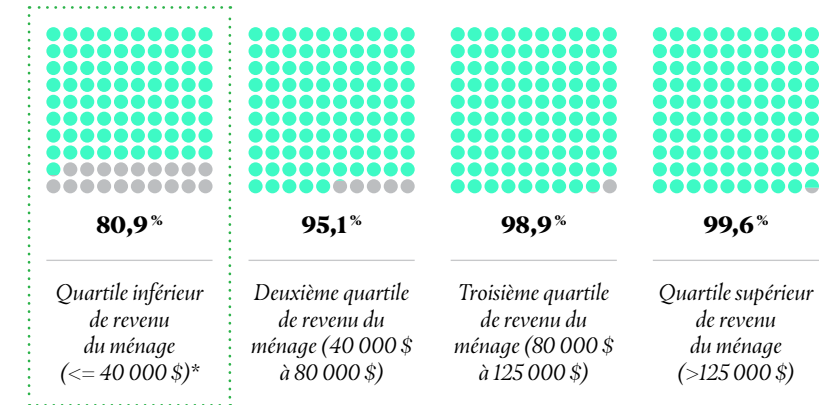 80,9 %
Quartile inférieur
de revenu
du ménage
(<= 40 000 $)*
95,1 %
Deuxième quartile
de revenu du
ménage (40 000 $
à 80 000 $)
98,9 %
Troisième quartile
de revenu du
ménage (80 000 $
à 125 000 $)
99,6 %
Quartile supérieur
de revenu
du ménage
(>125 000 $)